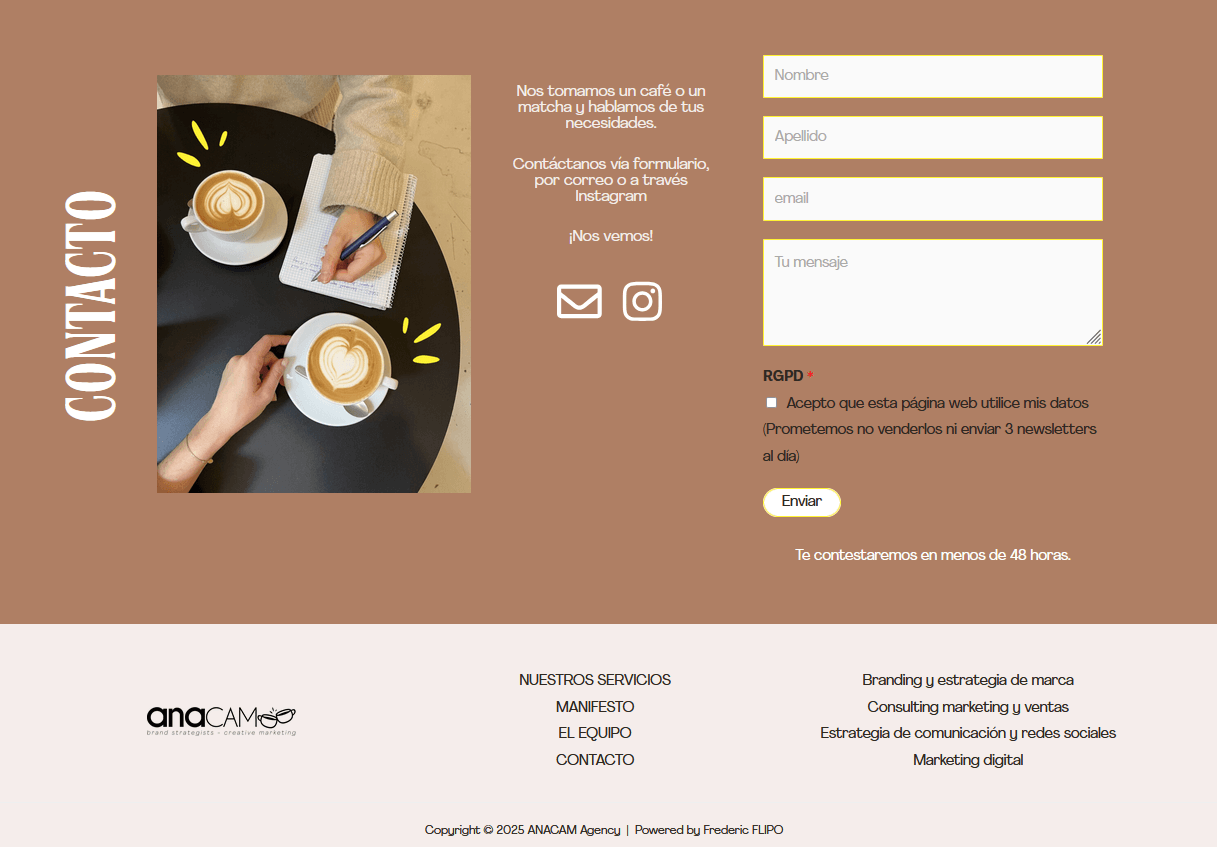 CONTACTO
Nos tomamos un café o un
matcha y hablamos de tus
necesidades.
Contáctanos vía formulario,
por correo o a través
Instagram
¡Nos vemos!
Nombre
Apellido
email
Tu mensaje
RGPD *
Acepto que esta página web utilice mis datos
(Prometemos no venderlos ni enviar 3 newsletters
al día)
Enviar
Te contestaremos en menos de 48 horas.
anaCAM
brand strategists - creative marketing
NUESTROS SERVICIOS
MANIFESTO
EL EQUIPO
CONTACTO
Branding y estrategia de marca
Consulting marketing y ventas
Estrategia de comunicación y redes sociales
Marketing digital
Copyright © 2025 ANACAM Agency | Powered by Frederic FLIPO